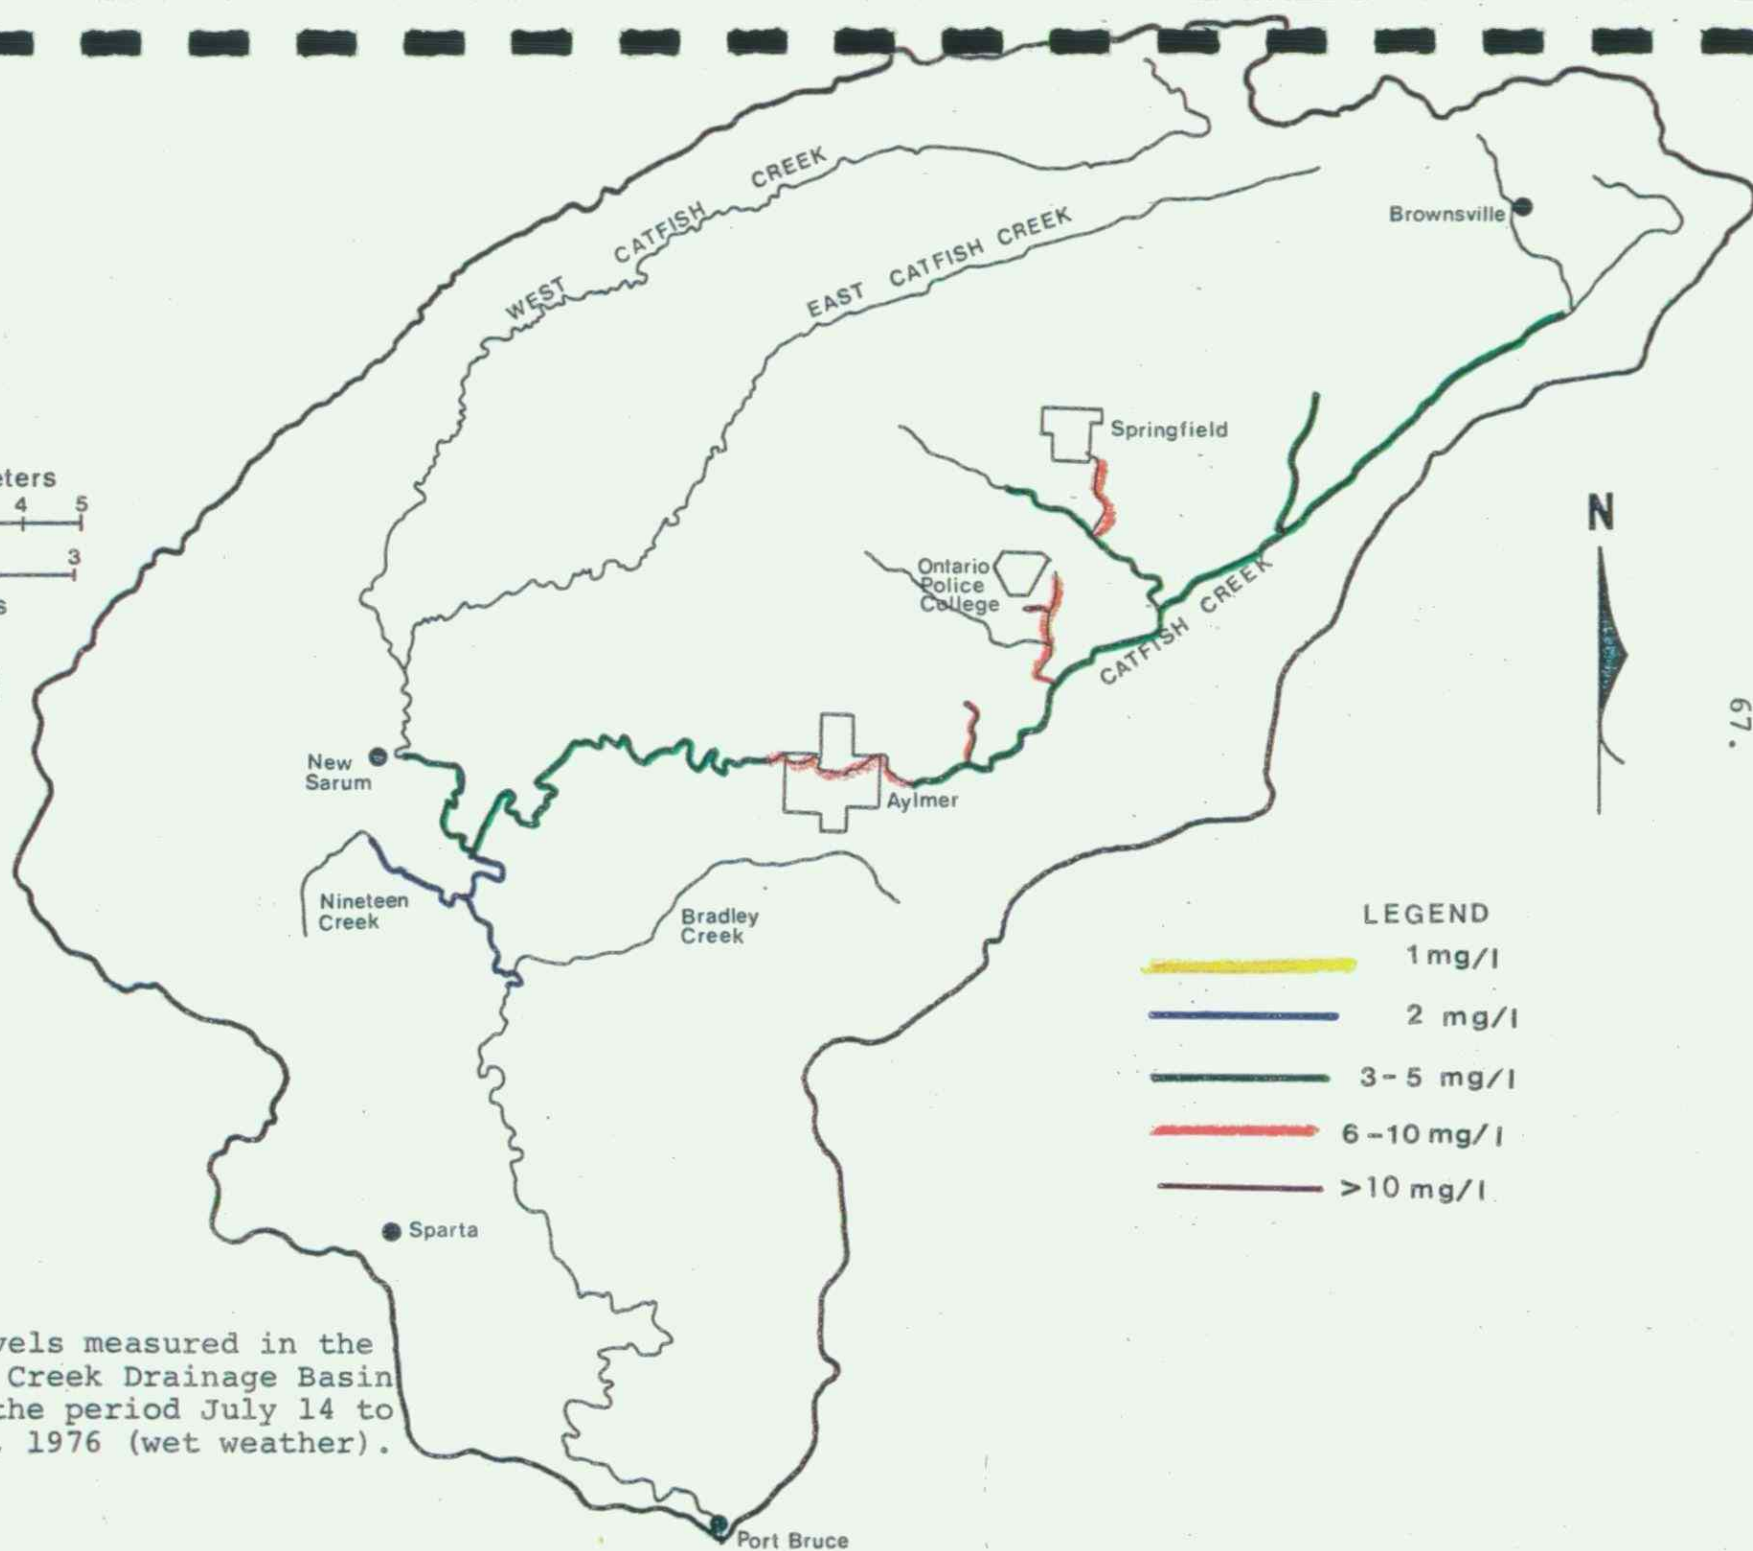 WEST CATFISH CREEK
EAST CATFISH CREEK
Brownsville
eters
4 5
3
s
Springfield
N
Ontario
Police
College
CATFISH CREEK
67.
New
Sarum
Aylmer
Nineteen
Creek
Bradley
Creek
LEGEND
1 mg/l
2 mg/l
3-5 mg/l
6-10 mg/l
>10 mg/l
Sparta
vels measured in the
Creek Drainage Basin
the period July 14 to
1976 (wet weather).
Port Bruce